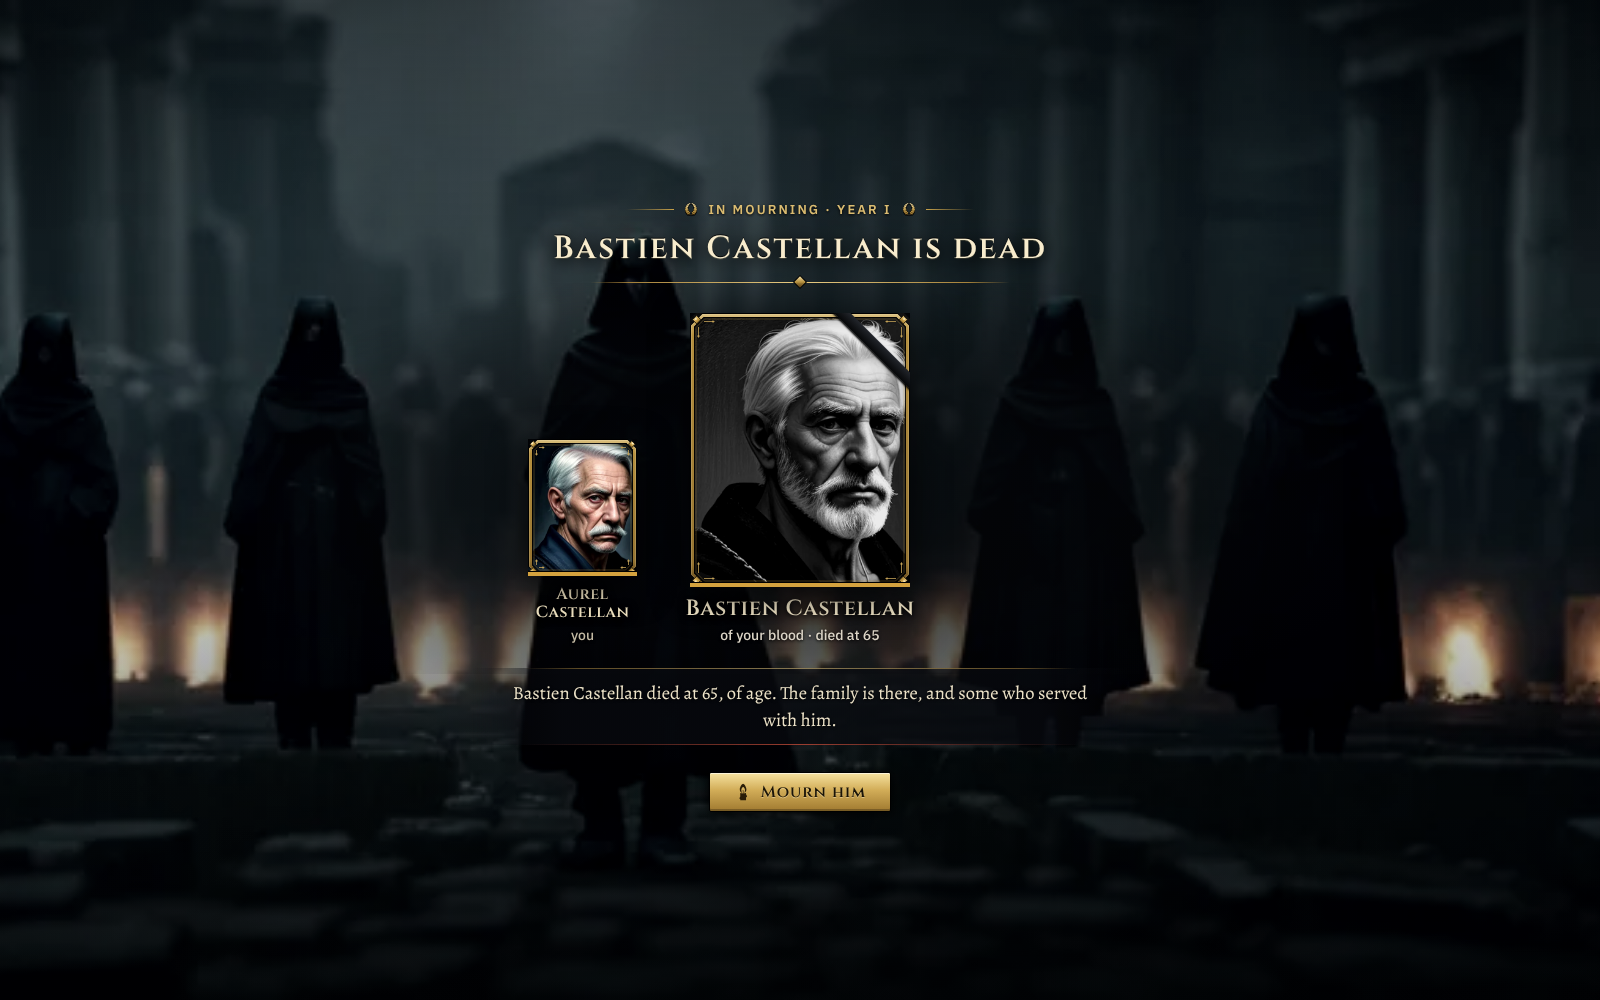 IN MOURNING · YEAR I
BASTIEN CASTELLAN IS DEAD
AUREL
CASTELLAN
you
BASTIEN CASTELLAN
of your blood · died at 65
Bastien Castellan died at 65, of age. The family is there, and some who served
with him.
MOURN HIM